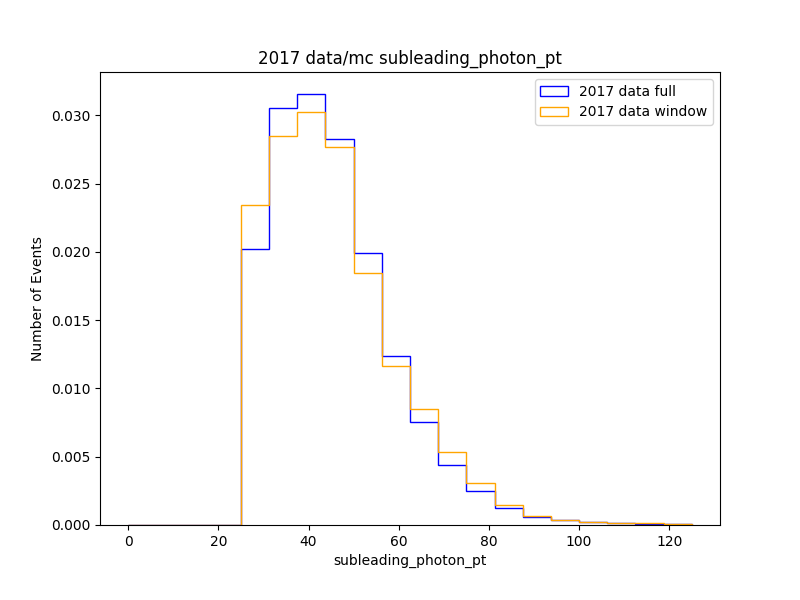 2017 data/mc subleading_photon_pt
2017 data full
2017 data window
Number of Events
0.030
0.025
0.020
0.015
0.010
0.005
0.000
0 20 40 60 80 100 120
subleading_photon_pt